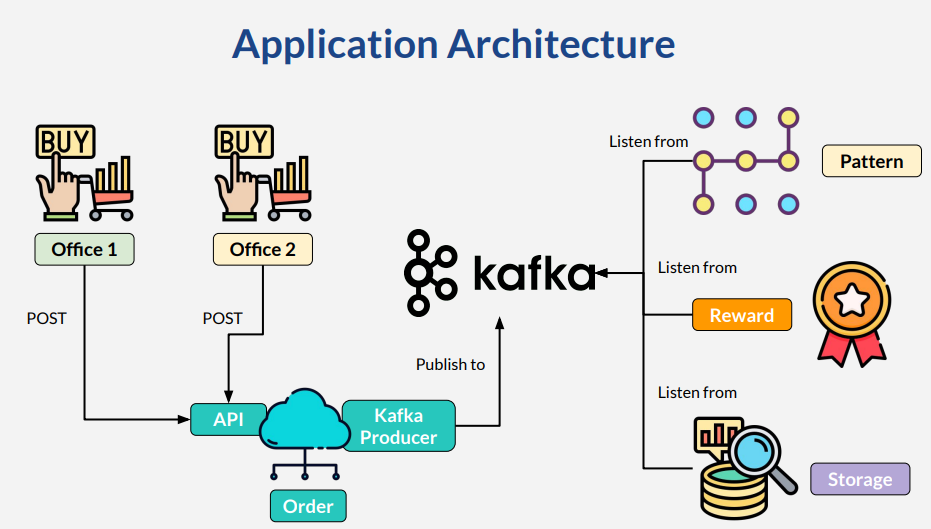 Application Architecture
BUY
BUY
Office 1
Office 2
POST
POST
API
Kafka
Producer
Order
Publish to
kafka
Listen from
Pattern
Listen from
Reward
Listen from
Storage